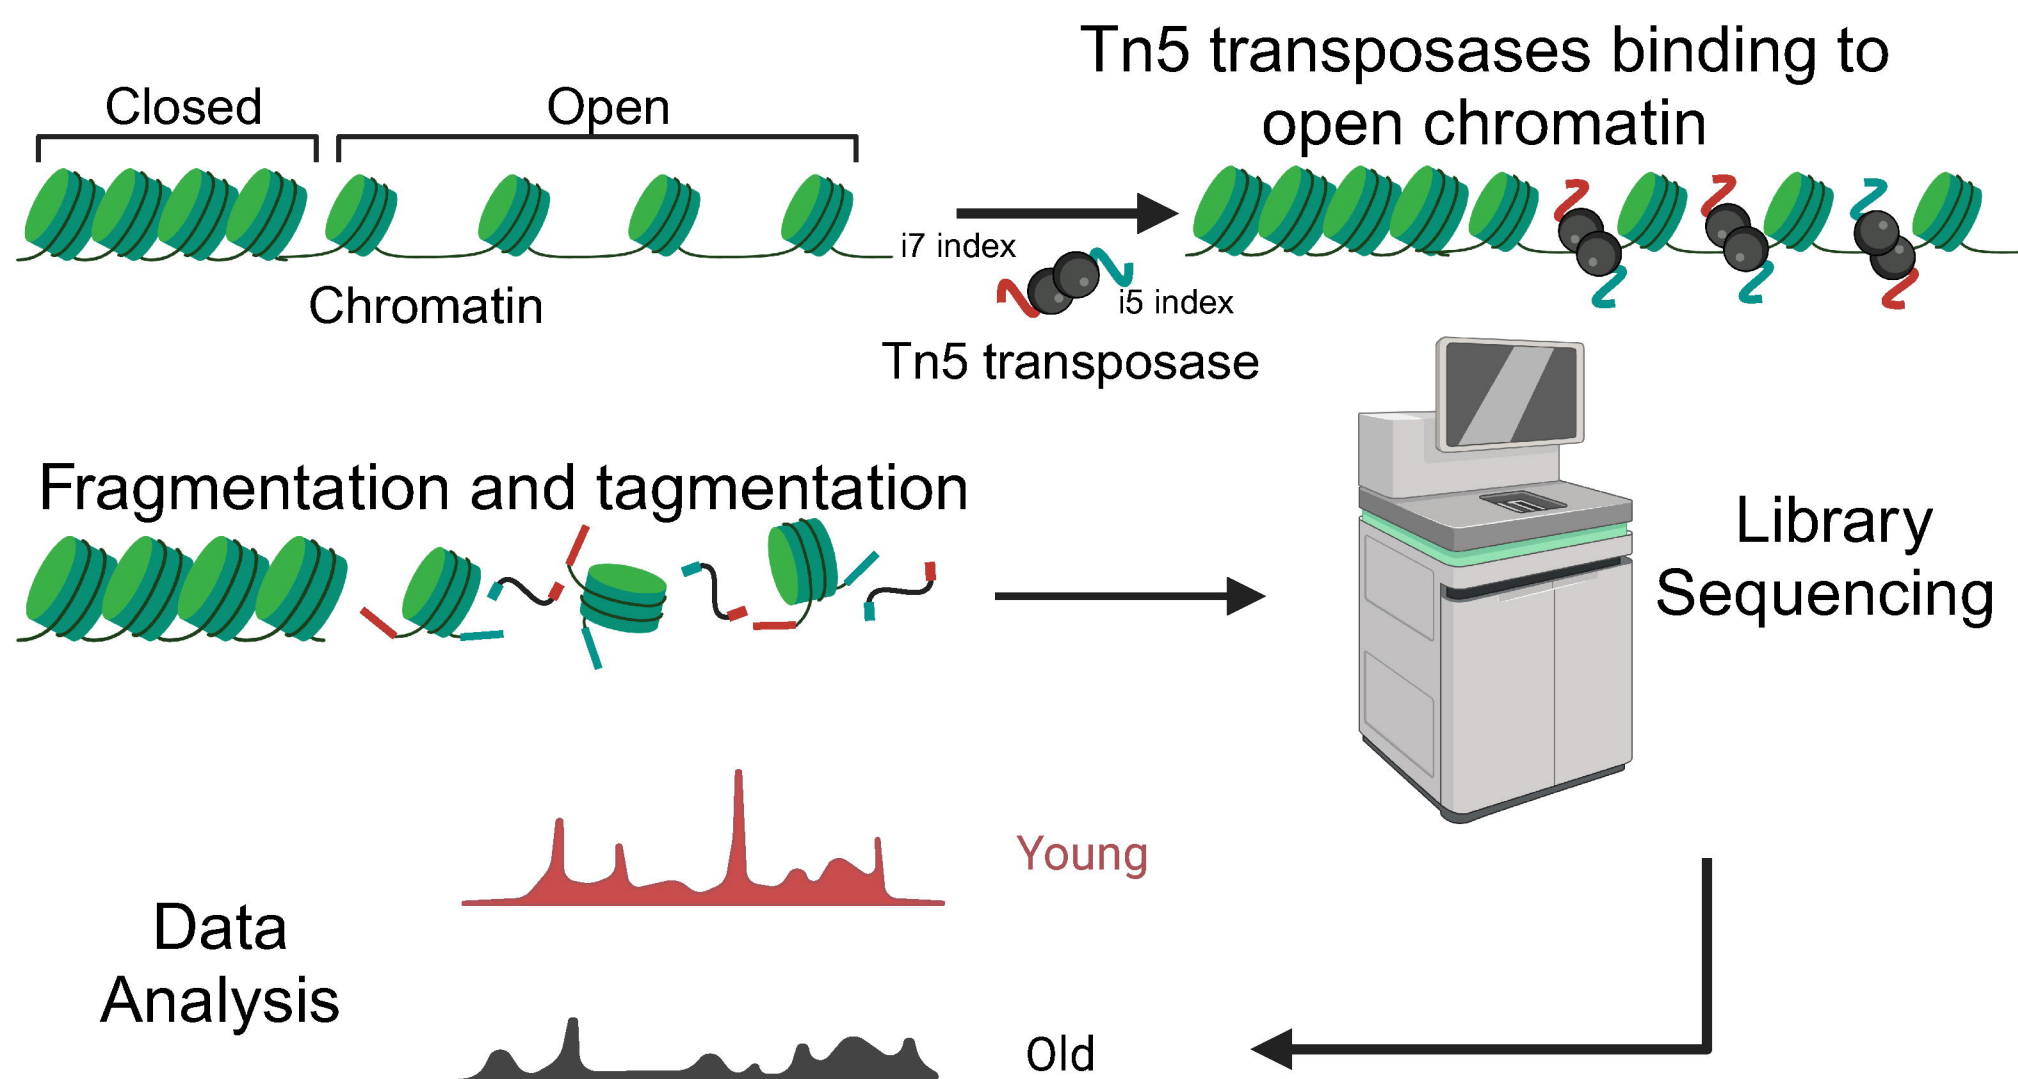 Tn5 transposases binding to
open chromatin
Closed
Open
i7 index
i5 index
Chromatin
Tn5 transposase
Fragmentation and tagmentation
Library
Sequencing
Young
Data
Analysis
Old